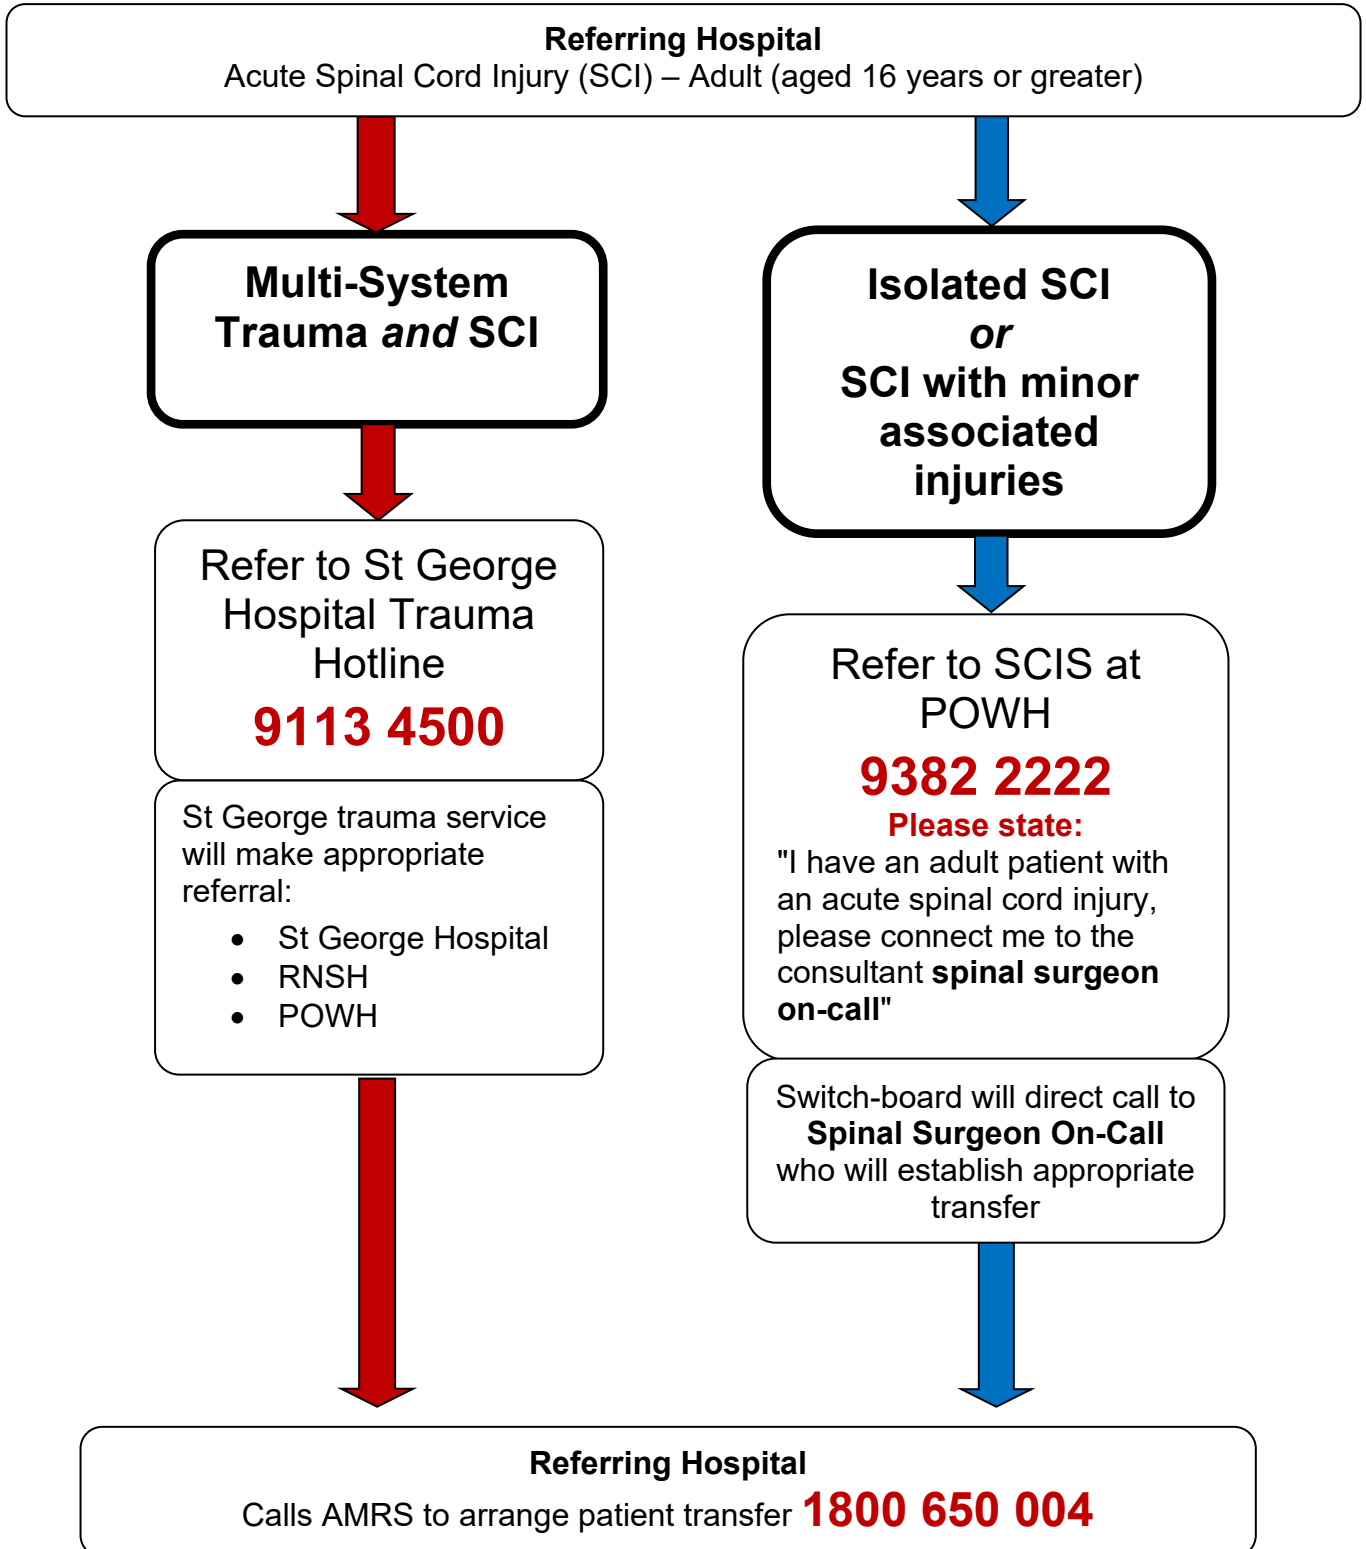 Referring Hospital
Acute Spinal Cord Injury (SCI) – Adult (aged 16 years or greater)
Multi-System
Trauma and SCI
Refer to St George
Hospital Trauma
Hotline
9113 4500
St George trauma service
will make appropriate
referral:
• St George Hospital
• RNSH
• POWH
Isolated SCI
or
SCI with minor
associated
injuries
Refer to SCIS at
POWH
9382 2222
Please state:
"I have an adult patient with
an acute spinal cord injury,
please connect me to the
consultant spinal surgeon
on-call"
Switch-board will direct call to
Spinal Surgeon On-Call
who will establish appropriate
transfer
Referring Hospital
Calls AMRS to arrange patient transfer 1800 650 004